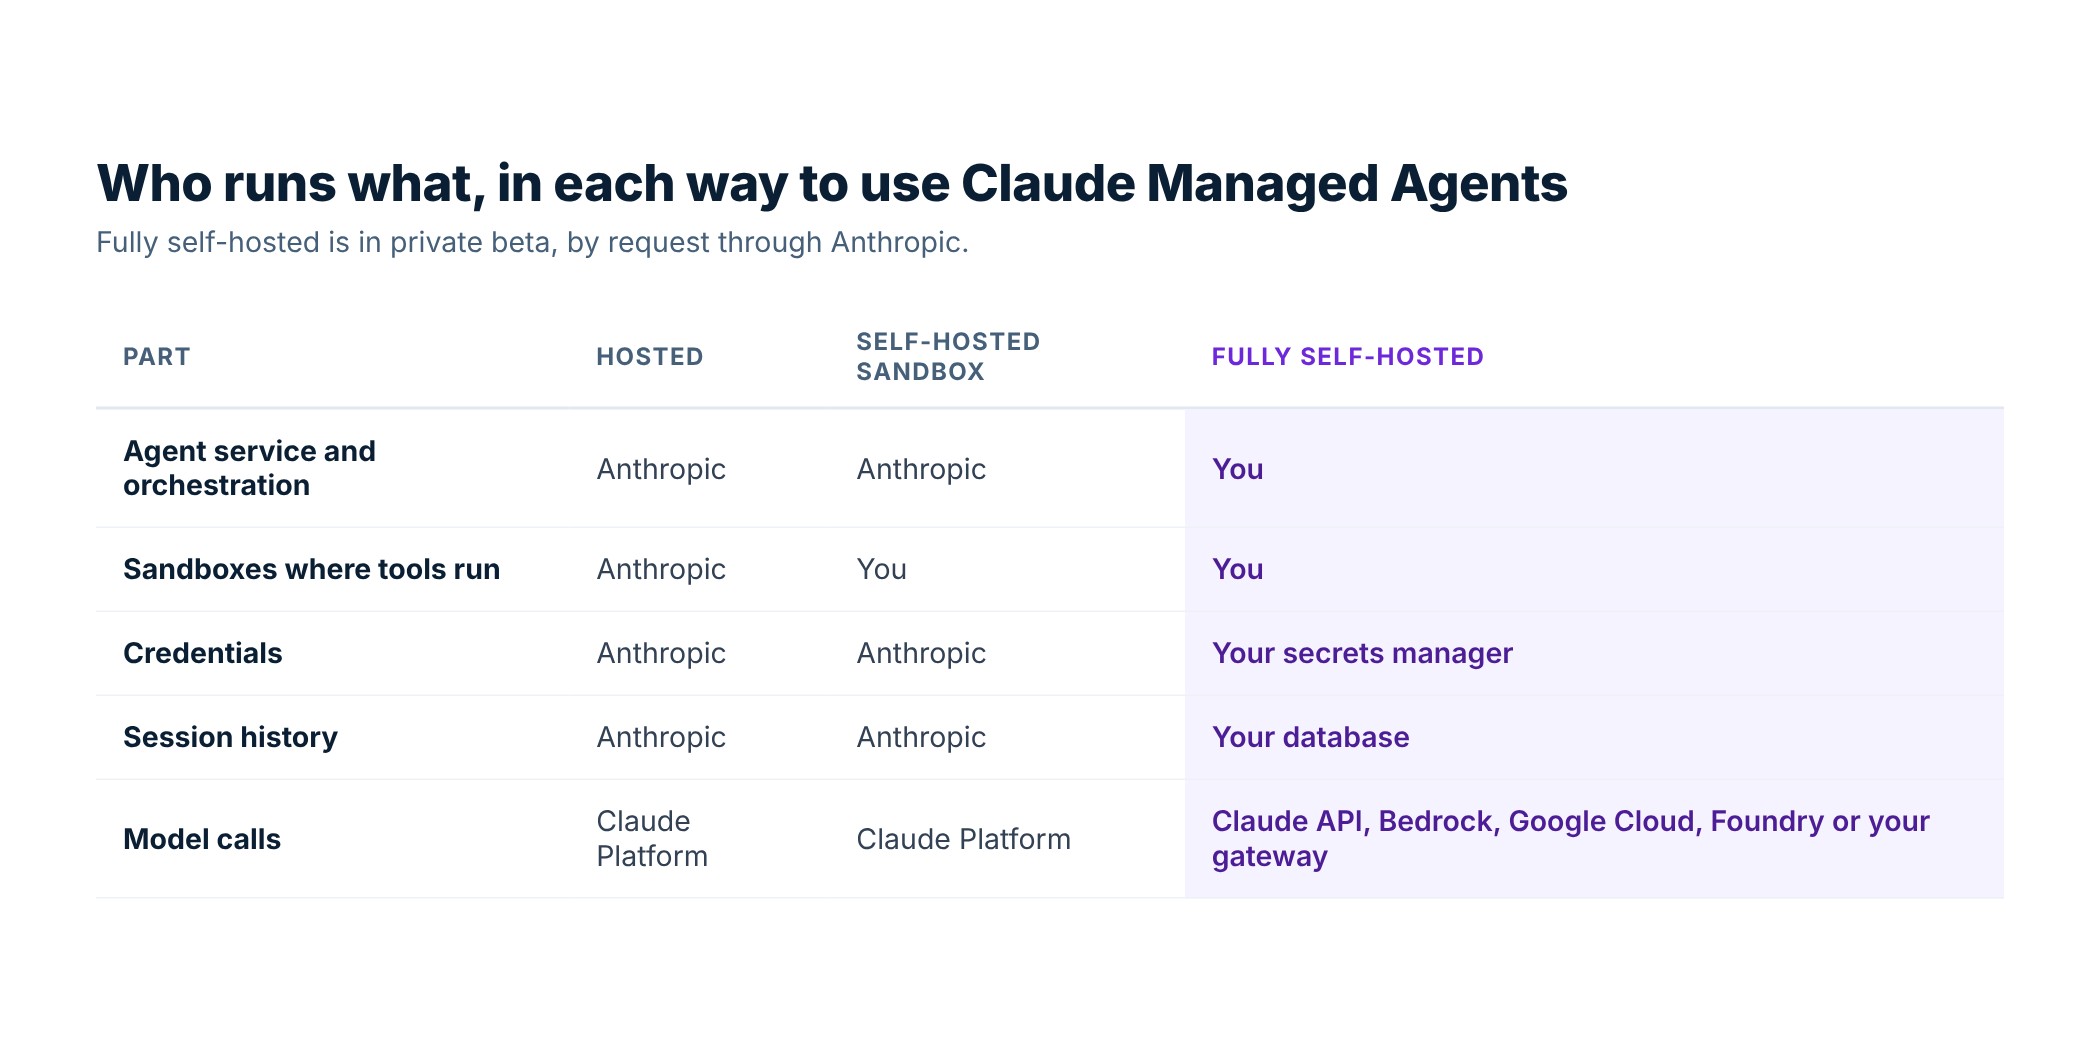 Who runs what, in each way to use Claude Managed Agents
Fully self-hosted is in private beta, by request through Anthropic.
PART
HOSTED
SELF-HOSTED
SANDBOX
FULLY SELF-HOSTED
Agent service and
orchestration
Anthropic
Anthropic
You
Sandboxes where tools run
Anthropic
You
You
Credentials
Anthropic
Anthropic
Your secrets manager
Session history
Anthropic
Anthropic
Your database
Model calls
Claude
Platform
Claude Platform
Claude API, Bedrock, Google Cloud, Foundry or your
gateway